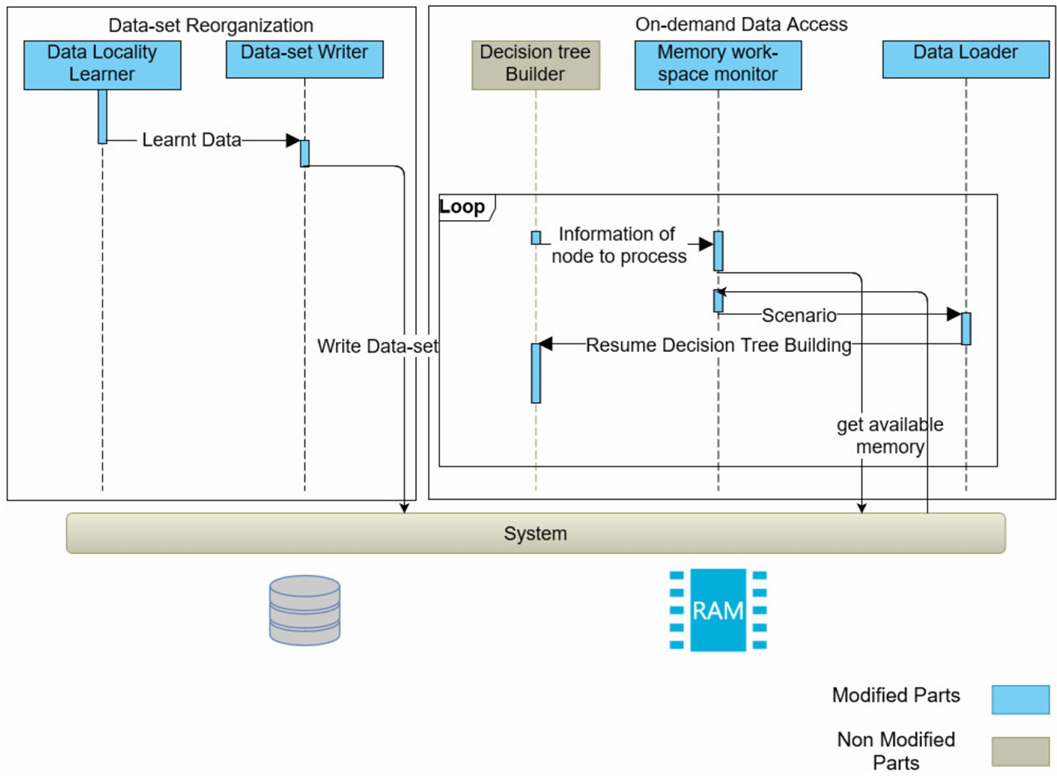 Data-set Reorganization
On-demand Data Access
Data Locality
Learner
Data-set Writer
Decision tree
Builder
Memory work-
space monitor
Data Loader
Learnt Data
Loop
Information of
node to process
Scenario
Write Data-set
Resume Decision Tree Building
get available
memory
System
RAM
Modified Parts
Non Modified
Parts